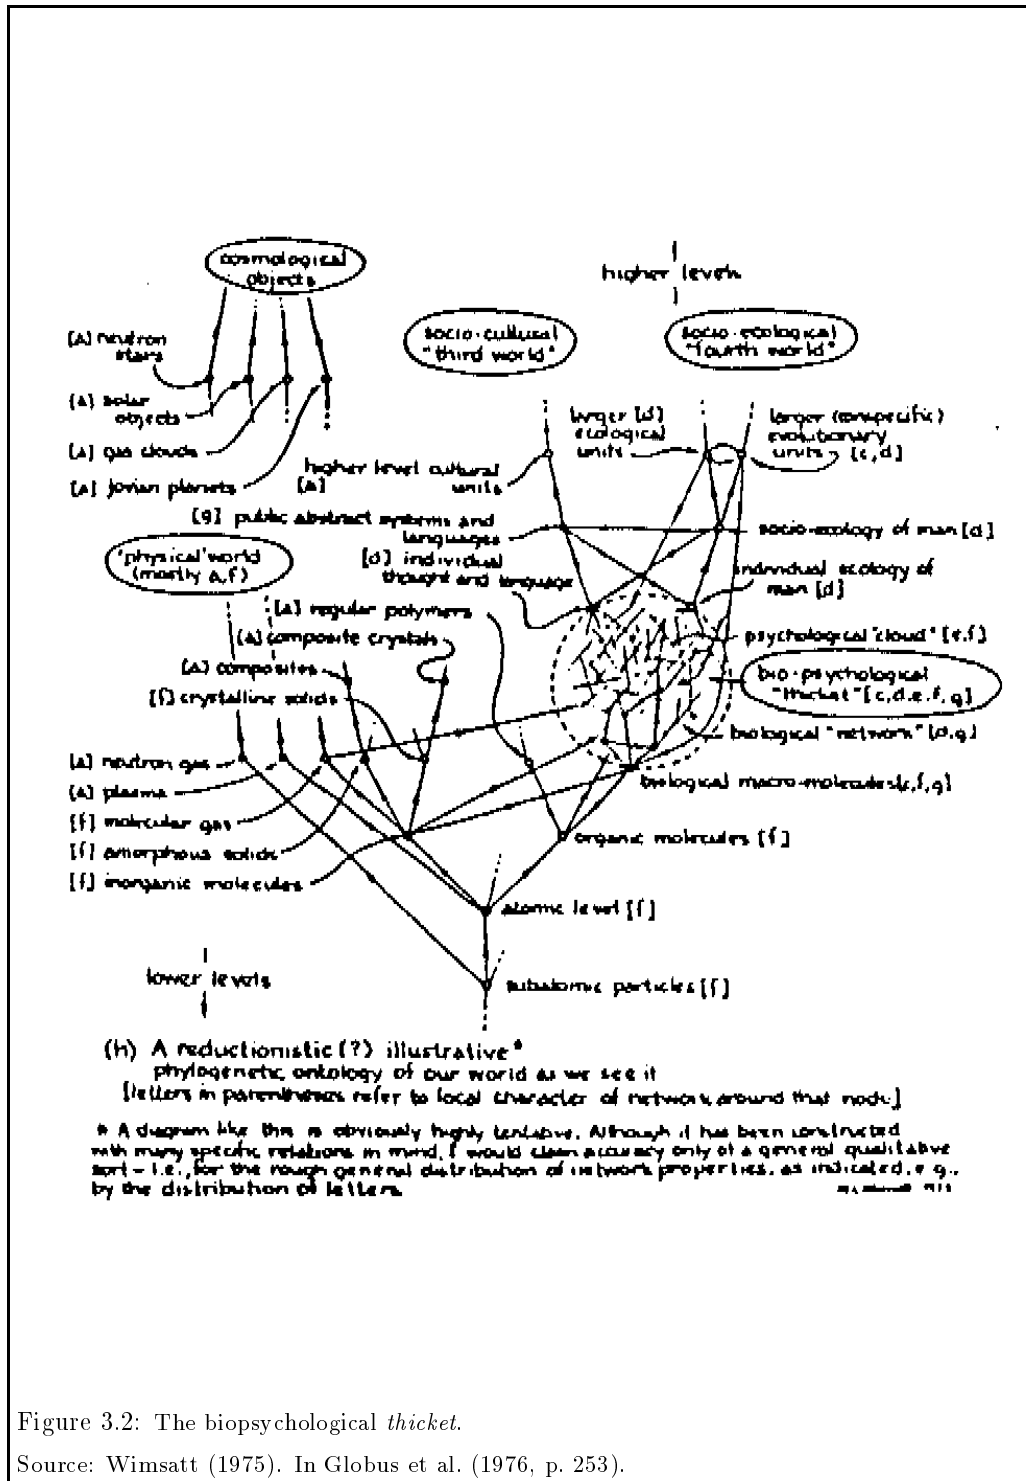 cosmological
objects
higher levels
[a] neutron
stars
socio-cultural
"third world"
socio-ecological
"fourth world"
[a] solar
objects
[a] gas clouds
[a] jovian planets
larger [d]
ecological
units
larger (conspecific)
evolutionary
units [c,d]
higher level cultural
[a] units
[g] public abstract systems and
languages
socio-ecology of man [d]
'physical' world
(mostly a,f)
[d] individual
thought and language
individual ecology of
man [d]
[a] regular polymers
[a] composite crystals
psychological "cloud" [e,f]
[a] composites
bio-psychological
"thicket" [c,d,e,f,g]
[f] crystalline solids
biological "network" [d,g]
[a] neutron gas
biological macro-molecules [c,f,g]
[a] plasma
[f] molecular gas
organic molecules [f]
[f] amorphous solids
[f] inorganic molecules
atomic level [f]
lower levels
subatomic particles [f]
(h) A reductionistic (?) illustrative*
phylogenetic ontology of our world as we see it
[letters in parentheses refer to local character of network around that node]
* A diagram like this is obviously highly tentative. Although it has been constructed
with many specific relations in mind, I would claim accuracy only of a general qualitative
sort – i.e., for the rough general distribution of network properties, as indicated, e.g.,
by the distribution of letters.
Figure 3.2: The biopsychological thicket.
Source: Wimsatt (1975). In Globus et al. (1976, p. 253).